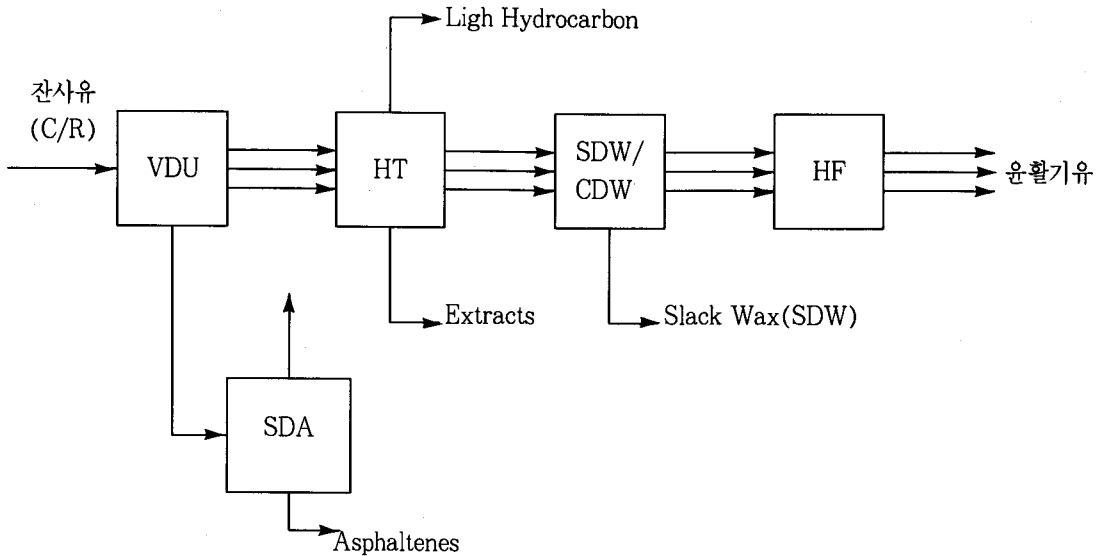 Ligh Hydrocarbon
잔사유
(C/R)
VDU
HT
SDW/
CDW
HF
윤활기유
Extracts
Slack Wax(SDW)
SDA
Asphaltenes